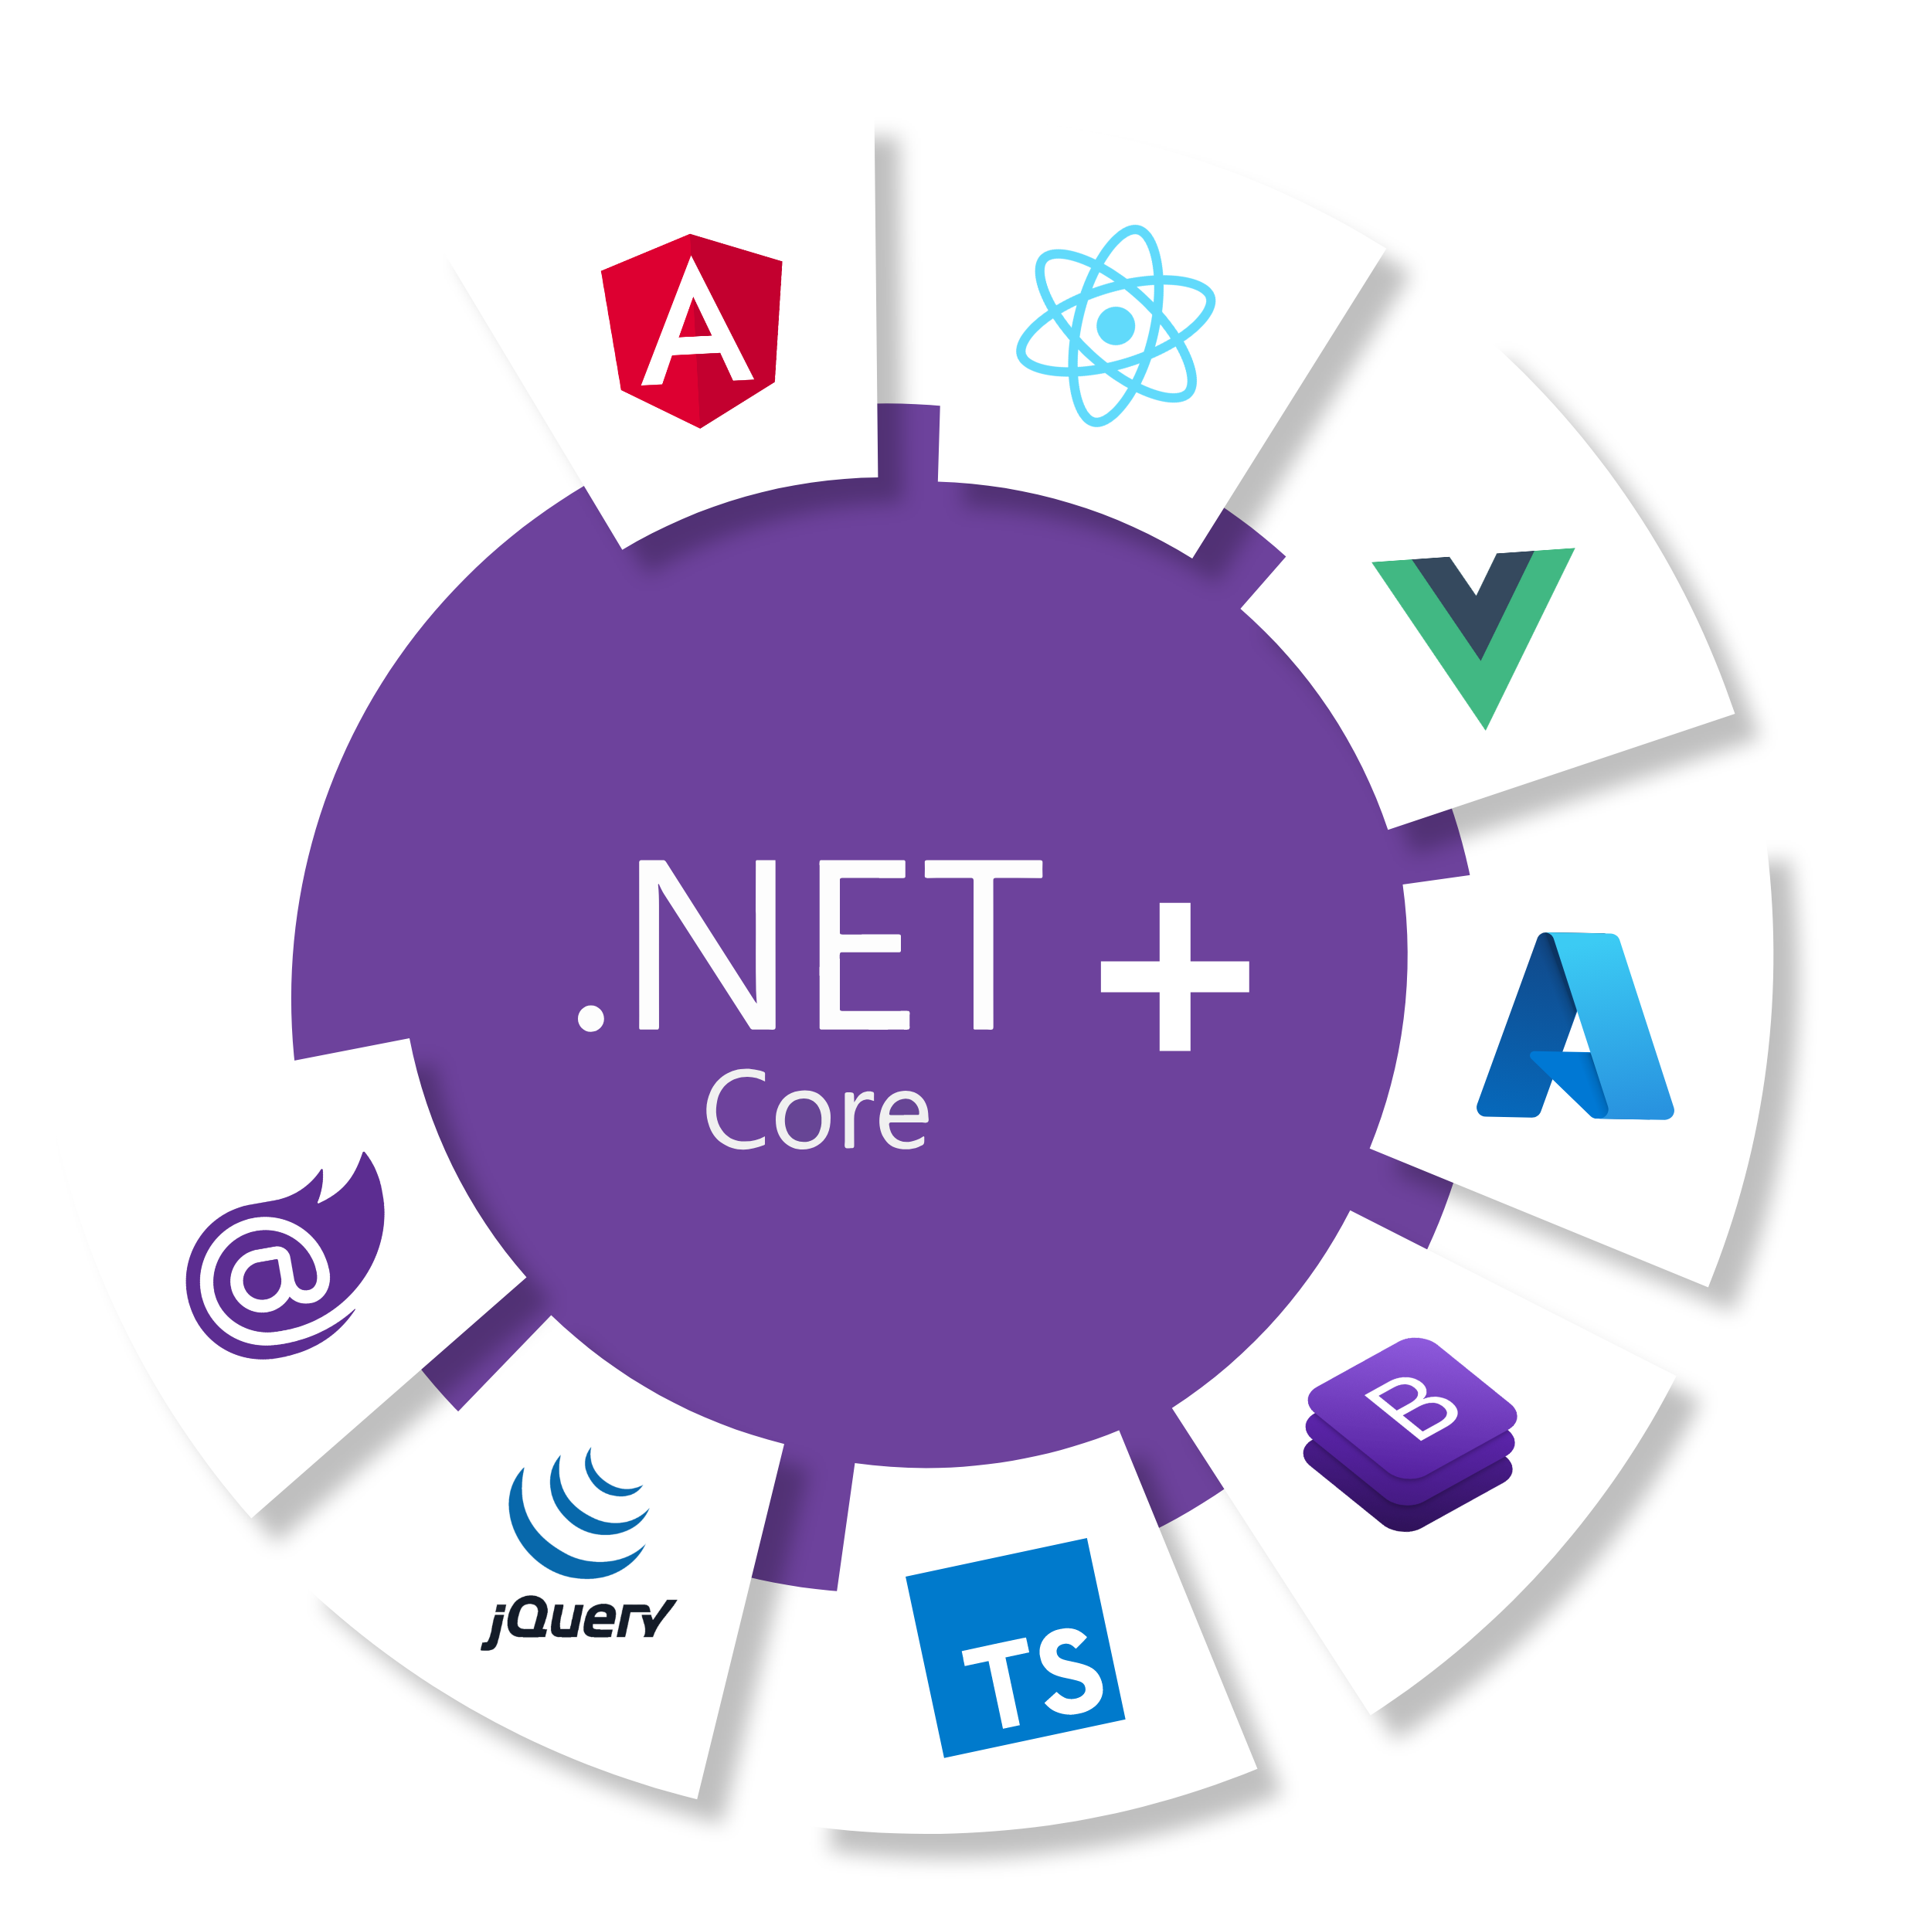 .NET +
Core
B
TS
jQuery